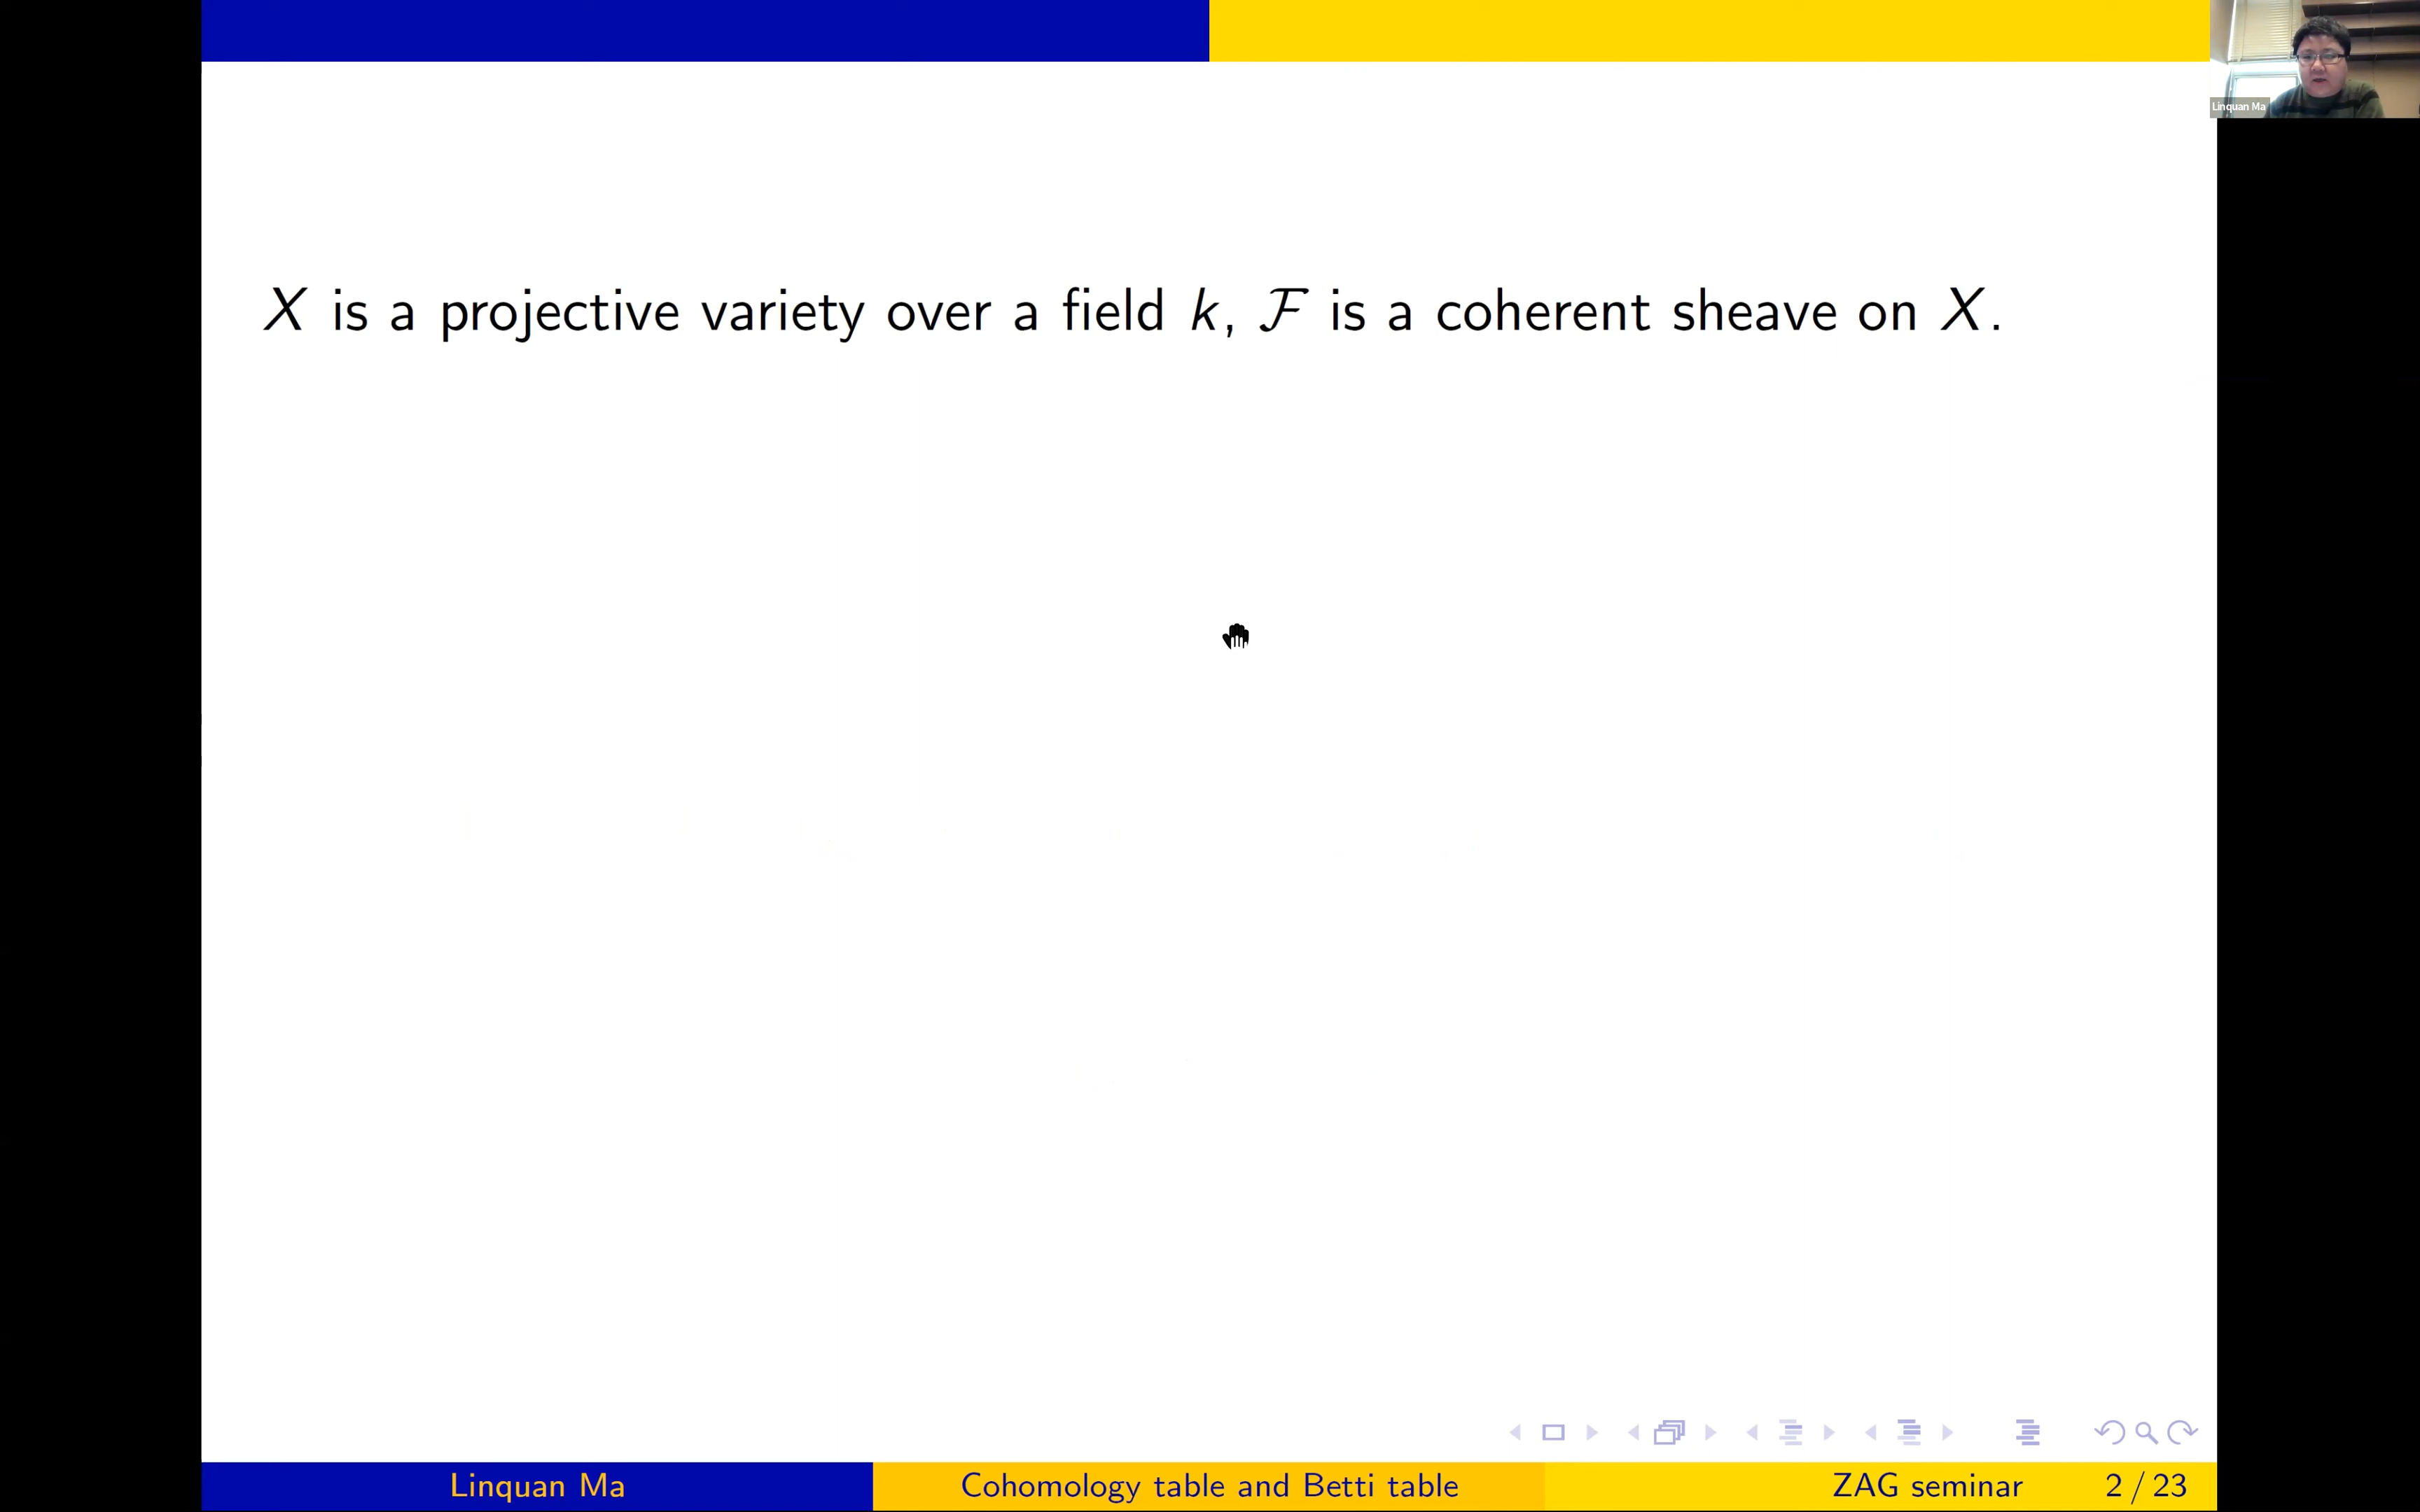 Linquan Ma
X is a projective variety over a field k, ℱ is a coherent sheave on X.
Linquan Ma Cohomology table and Betti table ZAG seminar 2 / 23